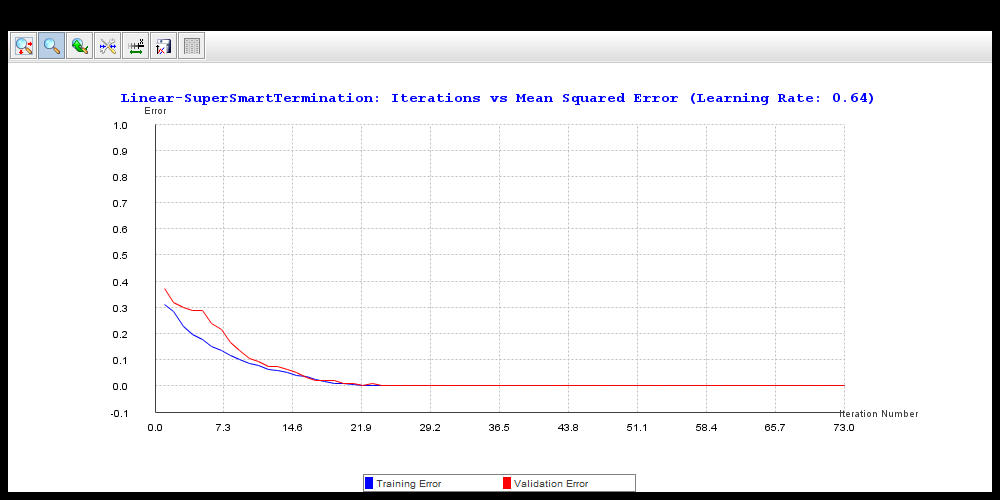 Linear-SuperSmartTermination: Iterations vs Mean Squared Error (Learning Rate: 0.64)
Error
1.0
0.9
0.8
0.7
0.6
0.5
0.4
0.3
0.2
0.1
0.0
-0.1
Iteration Number
0.0 7.3 14.6 21.9 29.2 36.5 43.8 51.1 58.4 65.7 73.0
Training Error Validation Error